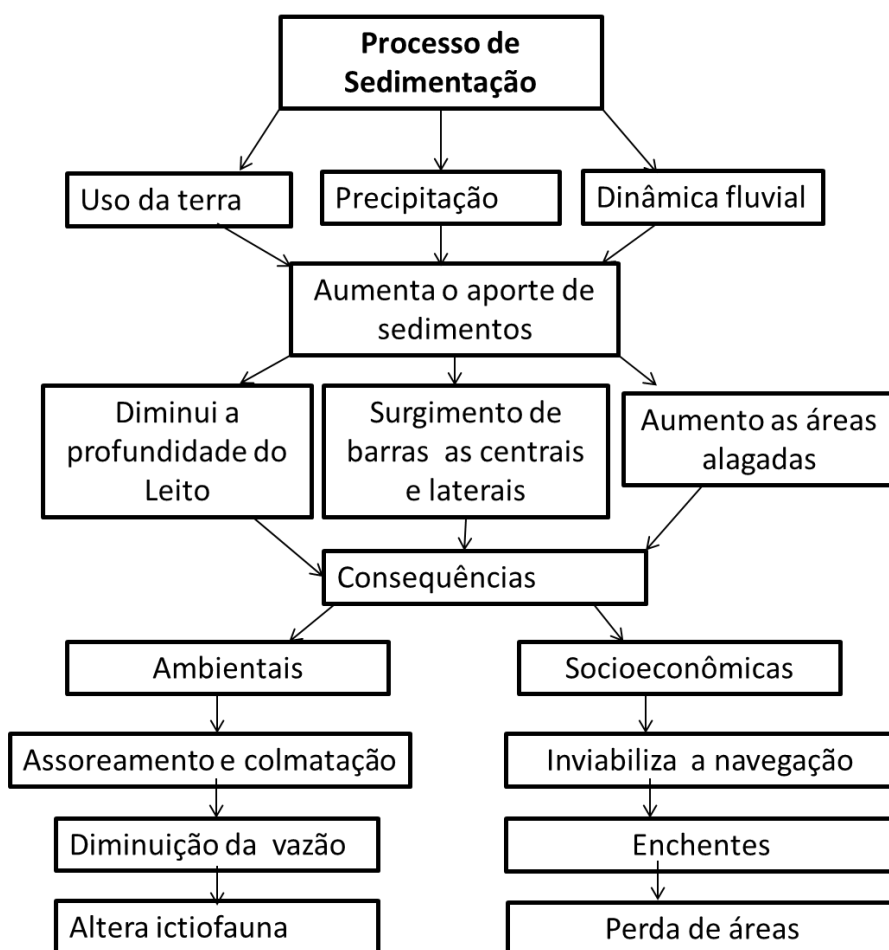 Processo de
Sedimentação
Uso da terra
Precipitação
Dinâmica fluvial
Aumenta o aporte de
sedimentos
Diminui a
profundidade do
Leito
Surgimento de
barras as centrais
e laterais
Aumento as áreas
alagadas
Consequências
Ambientais
Socioeconômicas
Assoreamento e colmatação
Inviabiliza a navegação
Diminuição da vazão
Enchentes
Altera ictiofauna
Perda de áreas